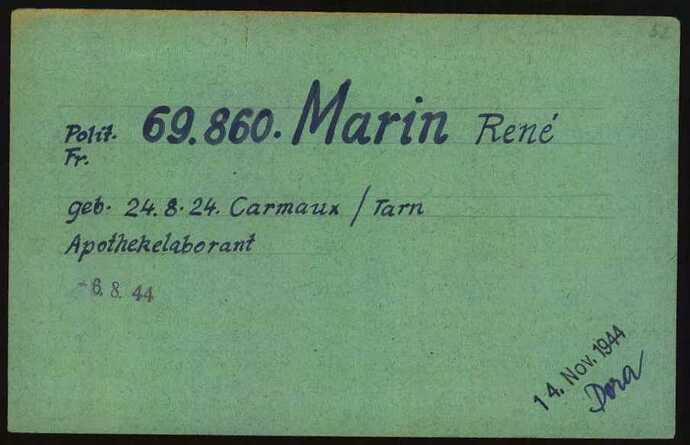 Polit. 69.860. Marin René
Fr.
geb. 24. 8. 24. Carmaux / Tarn
Apothekelaborant
-6. 8. 44
14. Nov. 1944
Dora